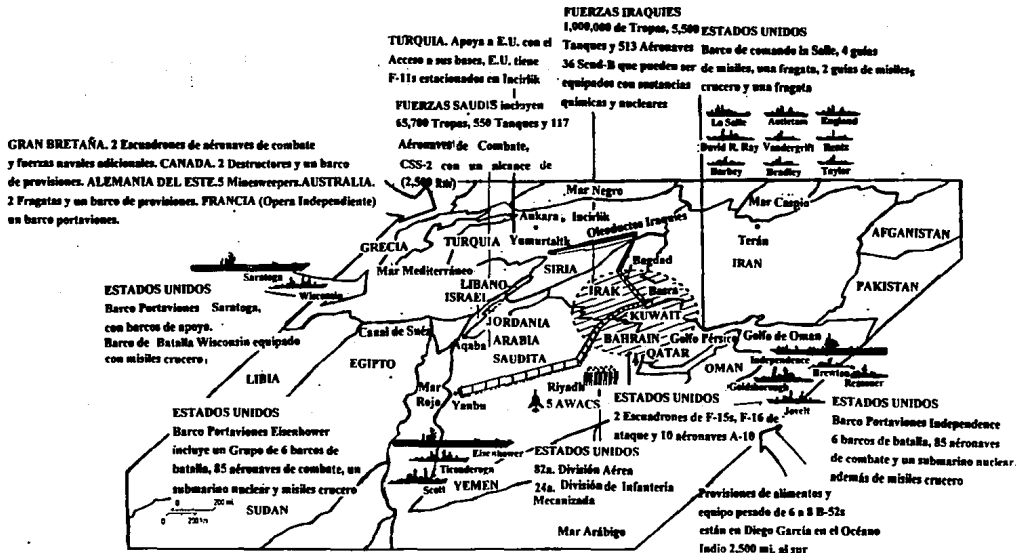 FUERZAS IRAQUIES
1,000,000 de Tropas, 5,500
Tanques y 513 Aéronaves
36 Scud-B que pueden ser
equipados con sustancias
químicas y nucleares
ESTADOS UNIDOS
Barco de comando la Salle, 4 guías
de misiles, una fragata, 2 guías de misiles,
crucero y una fragata
La Salle
Antietam
England
David R. Ray
Vandergrift
Rentz
Barbey
Bradley
Taylor
TURQUIA. Apoya a E.U. con el
Acceso a sus bases, E.U. tiene
F-11s estacionados en Incirlik
FUERZAS SAUDIS incluyen
65,700 Tropas, 550 Tanques y 117
Aéronaves de Combate,
CSS-2 con un alcance de
(2,500 km)
GRAN BRETAÑA. 2 Escuadrones de aéronaves de combate
y fuerzas navales adicionales. CANADA. 2 Destructores y un barco
de provisiones. ALEMANIA DEL ESTE.5 Minesweepers.AUSTRALIA.
2 Fragatas y un barco de provisiones. FRANCIA (Opera Independiente)
un barco portaviones.
Mar Negro
Mar Caspio
Ankara
Incirlik
Oleoductos Iraquíes
AFGANISTAN
GRECIA
TURQUIA
Yumurtalik
Terán
Bagdad
IRAN
Mar Mediterráneo
SIRIA
Saratoga
Wisconsin
LIBANO
ISRAEL
IRAK
Basra
PAKISTAN
ESTADOS UNIDOS
Barco Portaviones Saratoga,
con barcos de apoyo.
Barco de Batalla Wisconsin equipado
con misiles crucero
KUWAIT
JORDANIA
Canal de Suéz
Aqaba
ARABIA
SAUDITA
BAHRAIN
Golfo Pérsico
Golfo de Oman
QATAR
OMAN
Independence
Brewton
Reasoner
Goldsborough
Jovett
EGIPTO
LIBIA
Mar
Rojo
Yanbu
Riyadh
5 AWACS
ESTADOS UNIDOS
2 Escuadrones de F-15s, F-16 de
ataque y 10 aéronaves A-10
ESTADOS UNIDOS
Barco Portaviones Independence
6 barcos de batalla, 85 aéronaves
de combate y un submarino nuclear
además de misiles crucero
ESTADOS UNIDOS
Barco Portaviones Eisenhower
incluye un Grupo de 6 barcos de
batalla, 85 aéronaves de combate, un
submarino nuclear y misiles crucero
Eisenhower
Ticonderoga
Scott
YEMEN
ESTADOS UNIDOS
82a. División Aérea
24a. División de Infantería
Mecanizada
0 200 mi.
0 200 km
SUDAN
Mar Arábigo
Provisiones de alimentos y
equipo pesado de 6 a 8 B-52s
están en Diego García en el Océano
Indio 2,500 mi. al sur